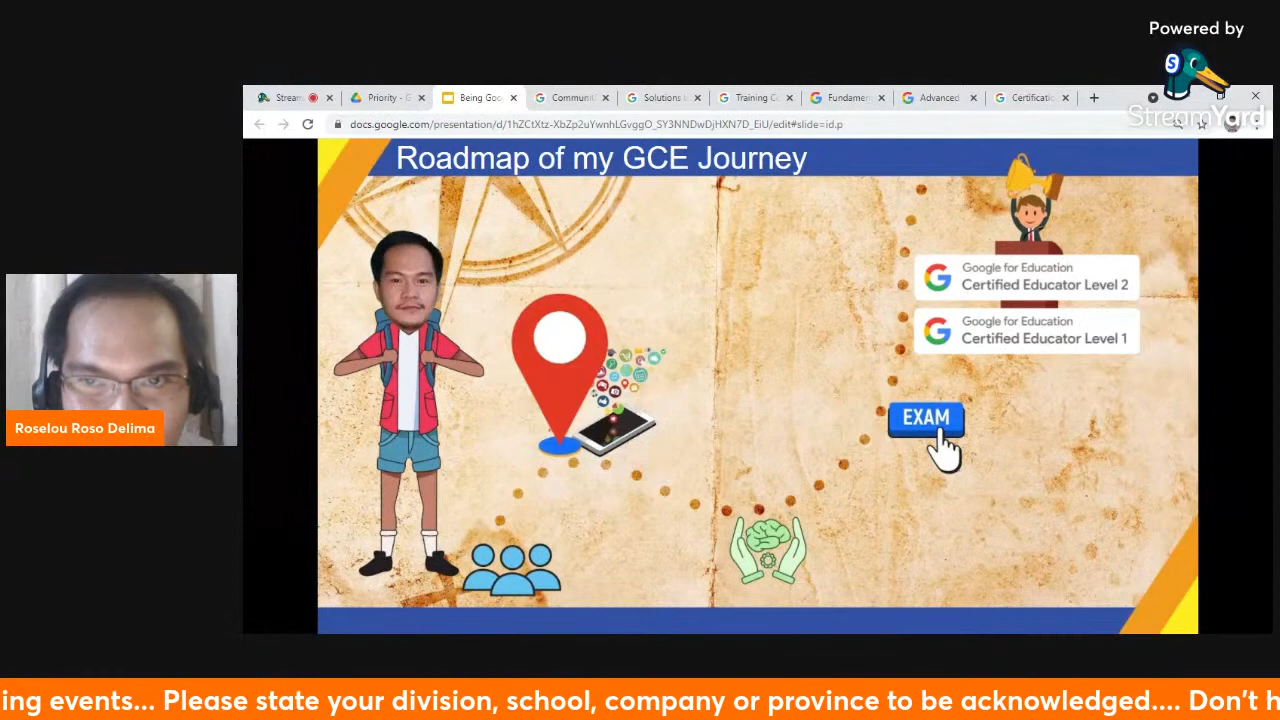 Powered by
S
StreamYard
Stream
Priority - G
Being Goo
Communit
Solutions
Training C
Fundamen
Advanced
Certificati
docs.google.com/presentation/d/1hZCtXtz-XbZp2uYwnhLGvggO_SY3NNDwDjHXN7D_EiU/edit#slide=id.p
Roadmap of my GCE Journey
Google for Education
Certified Educator Level 2
Google for Education
Certified Educator Level 1
EXAM
Roselou Roso Delima
ing events... Please state your division, school, company or province to be acknowledged.... Don't h